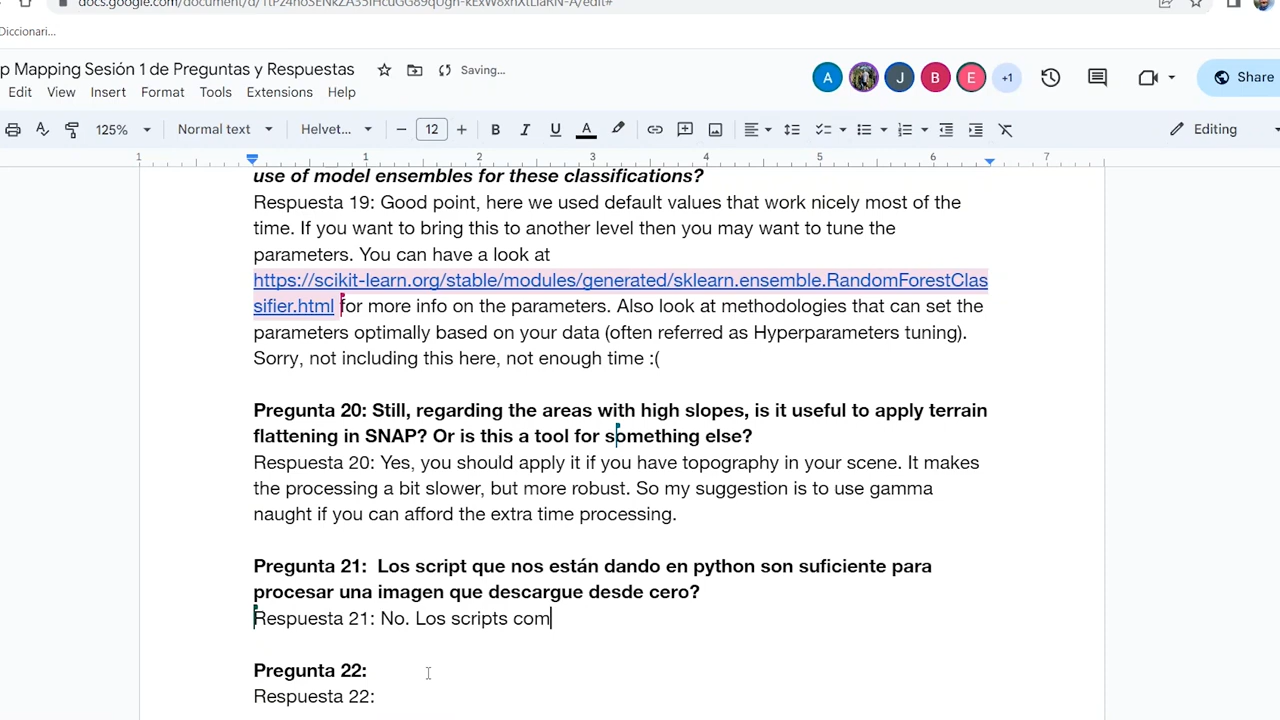 docs.google.com/document/d/
Diccionari...
p Mapping Sesión 1 de Preguntas y Respuestas
Saving...
A J B E +1
Share
Edit View Insert Format Tools Extensions Help
125% Normal text Helvet... 12 B I U A Editing
1 1 2 3 4 5 6 7
use of model ensembles for these classifications?
Respuesta 19: Good point, here we used default values that work nicely most of the
time. If you want to bring this to another level then you may want to tune the
parameters. You can have a look at
https://scikit-learn.org/stable/modules/generated/sklearn.ensemble.RandomForestClas
sifier.html for more info on the parameters. Also look at methodologies that can set the
parameters optimally based on your data (often referred as Hyperparameters tuning).
Sorry, not including this here, not enough time :(
Pregunta 20: Still, regarding the areas with high slopes, is it useful to apply terrain
flattening in SNAP? Or is this a tool for something else?
Respuesta 20: Yes, you should apply it if you have topography in your scene. It makes
the processing a bit slower, but more robust. So my suggestion is to use gamma
naught if you can afford the extra time processing.
Pregunta 21:  Los script que nos están dando en python son suficiente para
procesar una imagen que descargue desde cero?
Respuesta 21: No. Los scripts com
Pregunta 22:
Respuesta 22: